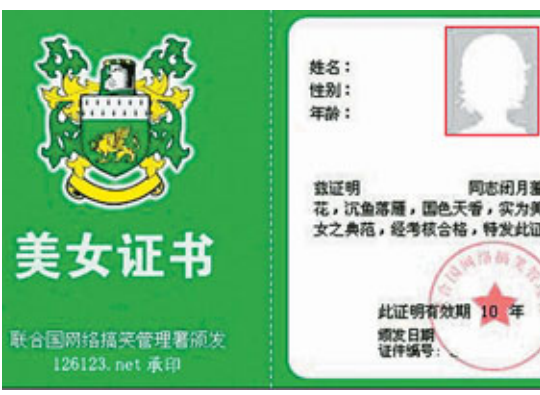 美女证书
联合国网络搞笑管理署颁发
126123.net 承印
姓名：
性别：
年龄：
兹证明 同志闭月羞
花，沉鱼落雁，国色天香，实为美
女之典范，经考核合格，特发此证
此证明有效期 10 年
颁发日期
证件编号：